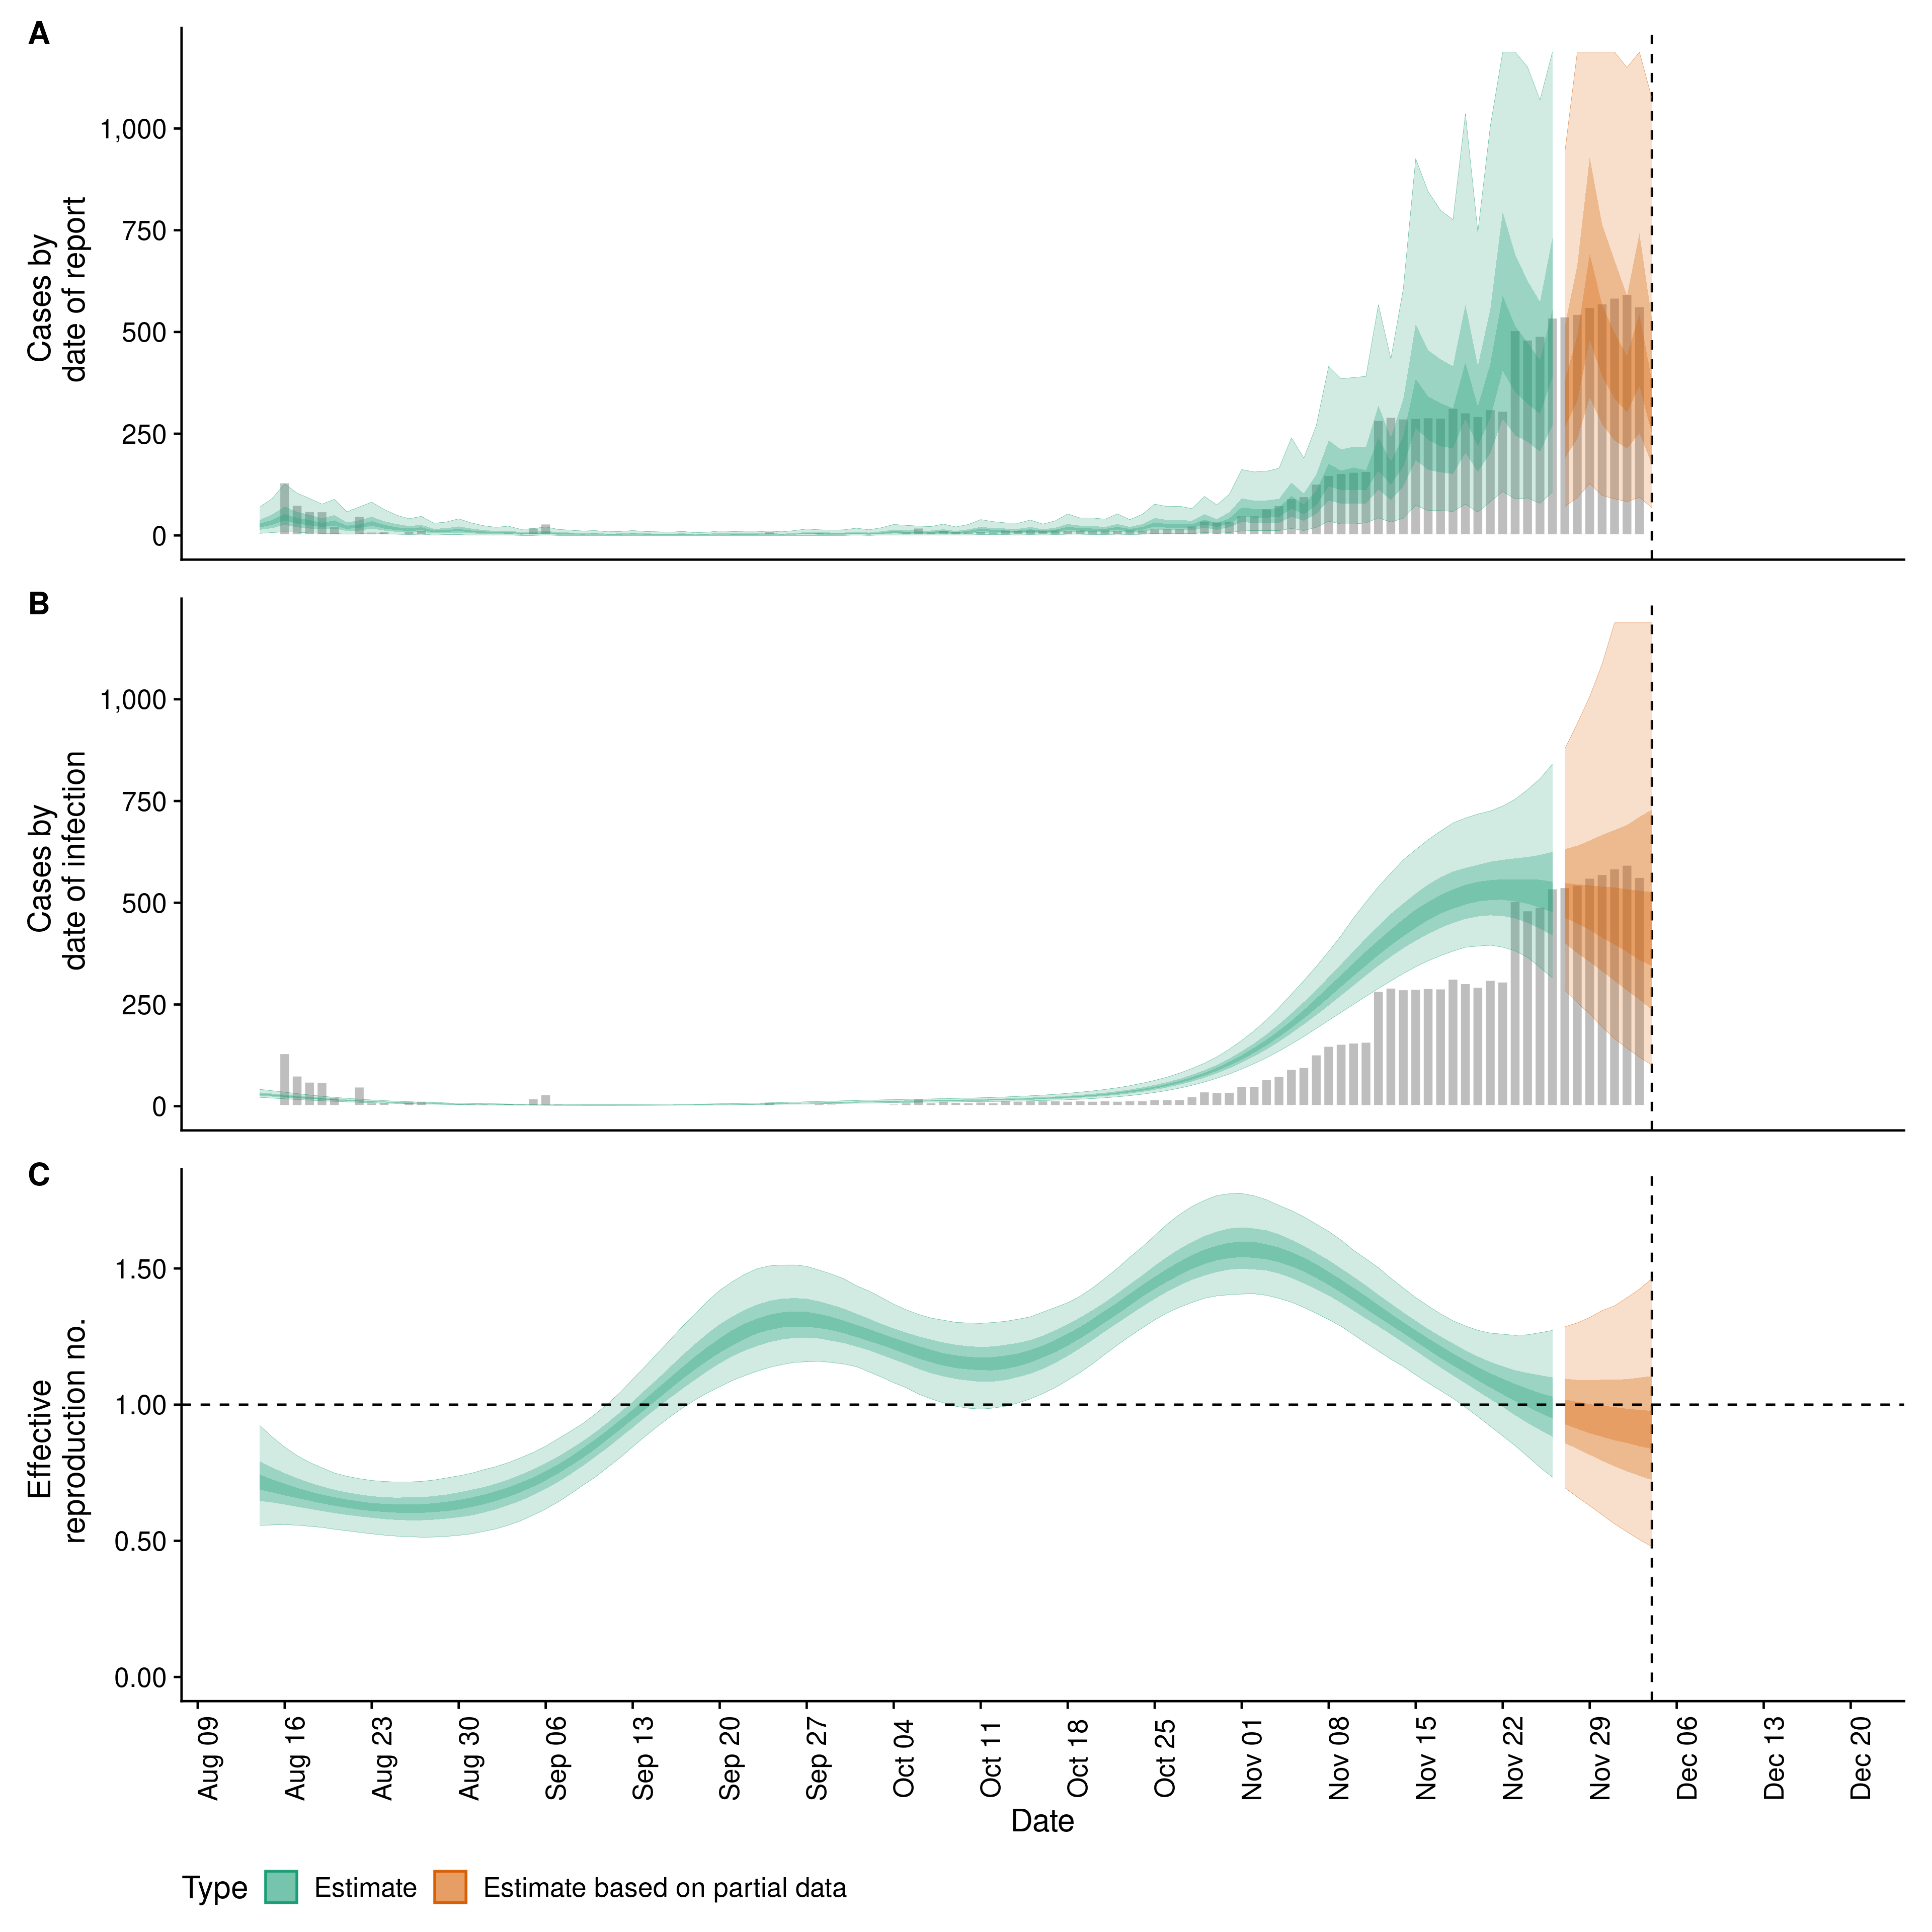 A
Cases by
date of report
1,000
750
500
250
0
B
Cases by
date of infection
1,000
750
500
250
0
C
Effective
reproduction no.
1.50
1.00
0.50
0.00
Aug 09
Aug 16
Aug 23
Aug 30
Sep 06
Sep 13
Sep 20
Sep 27
Oct 04
Oct 11
Oct 18
Oct 25
Nov 01
Nov 08
Nov 15
Nov 22
Nov 29
Dec 06
Dec 13
Dec 20
Date
Type Estimate Estimate based on partial data